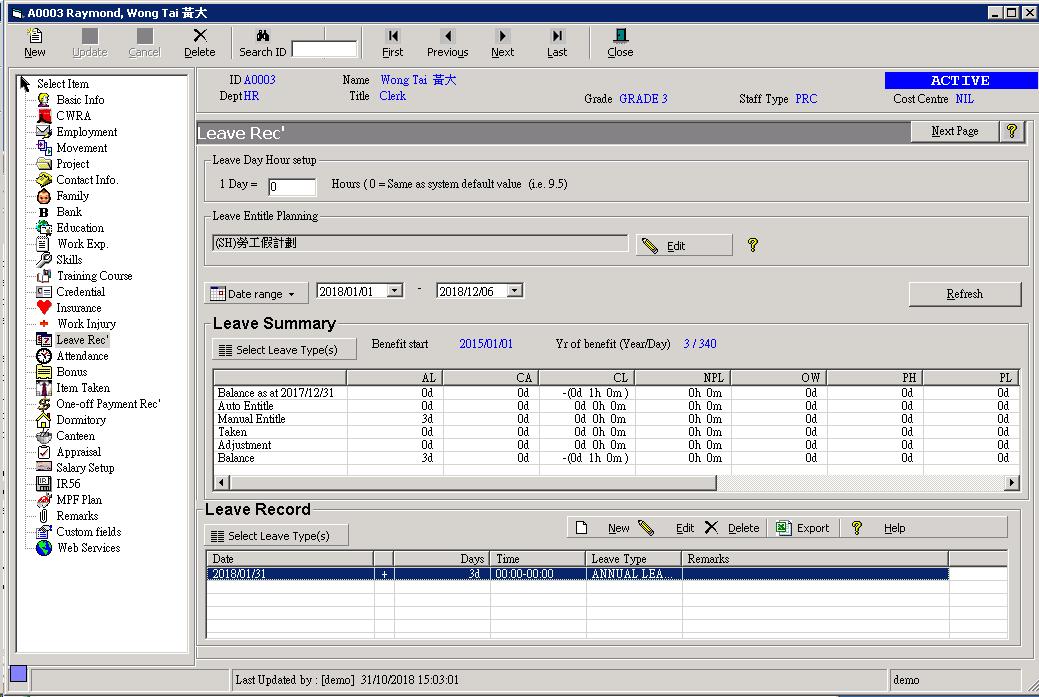 A0003 Raymond, Wong Tai 黃大
New Update Cancel Delete Search ID First Previous Next Last Close
Select Item
Basic Info
CWRA
Employment
Movement
Project
Contact Info.
Family
Bank
Education
Work Exp.
Skills
Training Course
Credential
Insurance
Work Injury
Leave Rec'
Attendance
Bonus
Item Taken
One-off Payment Rec'
Dormitory
Canteen
Appraisal
Salary Setup
IR56
MPF Plan
Remarks
Custom fields
Web Services
ID A0003 Name Wong Tai 黃大 ACTIVE
Dept HR Title Clerk Grade GRADE 3 Staff Type PRC Cost Centre NIL
Leave Rec' Next Page ?
Leave Day Hour setup
1 Day = 0 Hours ( 0 = Same as system default value (i.e. 9.5)
Leave Entitle Planning
(SH)勞工假計劃 Edit ?
Date range 2018/01/01 - 2018/12/06 Refresh
Leave Summary
Select Leave Type(s) Benefit start 2015/01/01 Yr of benefit (Year/Day) 3 / 340
AL CA CL NPL OW PH PL
Balance as at 2017/12/31 0d 0d -(0d 1h 0m ) 0h 0m 0d 0d 0d
Auto Entitle 0d 0d 0d 0h 0m 0h 0m 0d 0d 0d
Manual Entitle 3d 0d 0d 0h 0m 0h 0m 0d 0d 0d
Taken 0d 0d 0d 0h 0m 0h 0m 0d 0d 0d
Adjustment 0d 0d 0d 0h 0m 0h 0m 0d 0d 0d
Balance 3d 0d -(0d 1h 0m ) 0h 0m 0d 0d 0d
Leave Record
Select Leave Type(s) New Edit Delete Export ? Help
Date Days Time Leave Type Remarks
2018/01/31 + 3d 00:00-00:00 ANNUAL LEA...
Last Updated by : [demo] 31/10/2018 15:03:01 demo